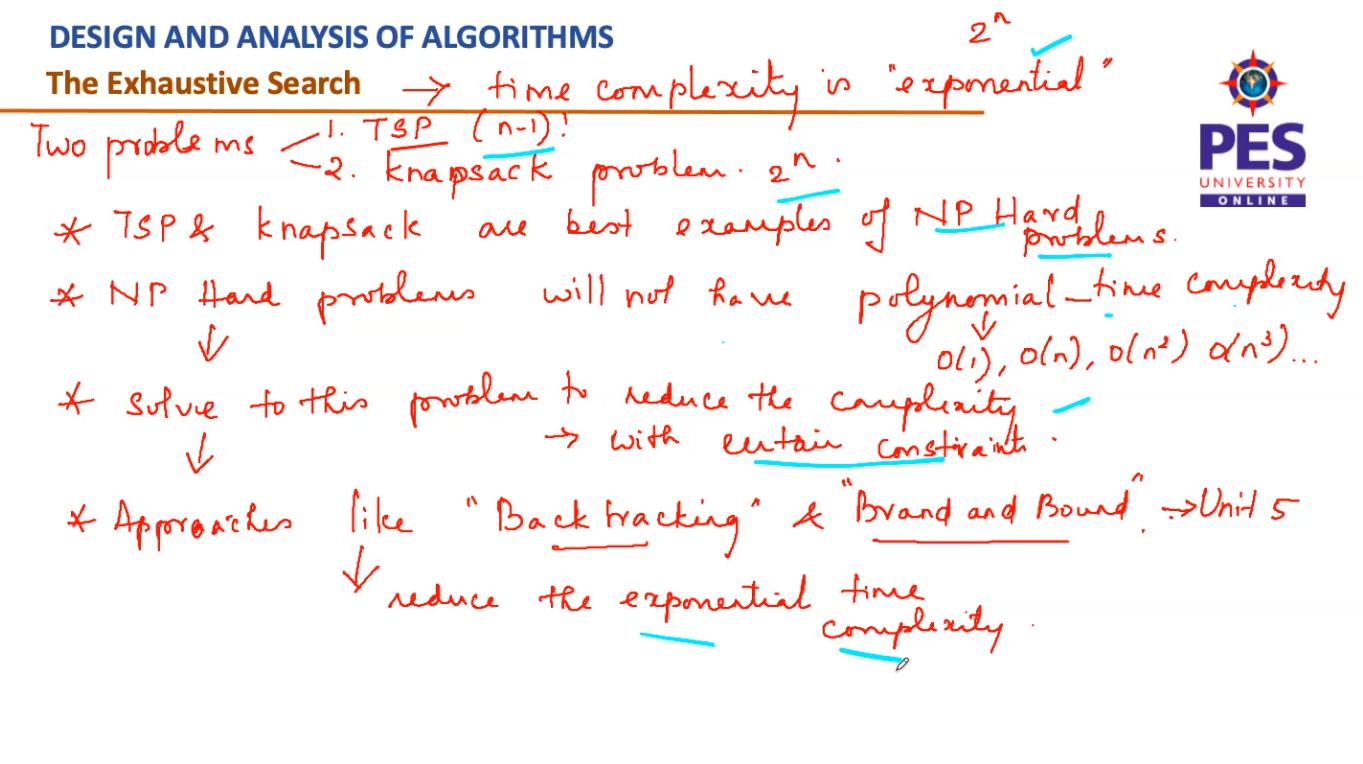 DESIGN AND ANALYSIS OF ALGORITHMS
2^n
The Exhaustive Search → time complexity is "exponential"
Two problems 1. TSP (n-1)!
2. Knapsack problem. 2^n.
* TSP & knapsack are best examples of NP Hard problems.
* NP Hard problems will not have polynomial-time complexity
O(1), O(n), O(n²) O(n³)...
* Solve to this problem to reduce the complexity
→ with certain constraints.
* Approaches like "Backtracking" & "Brand and Bound". → Unit 5
reduce the exponential time
complexity.
PES
UNIVERSITY
ONLINE